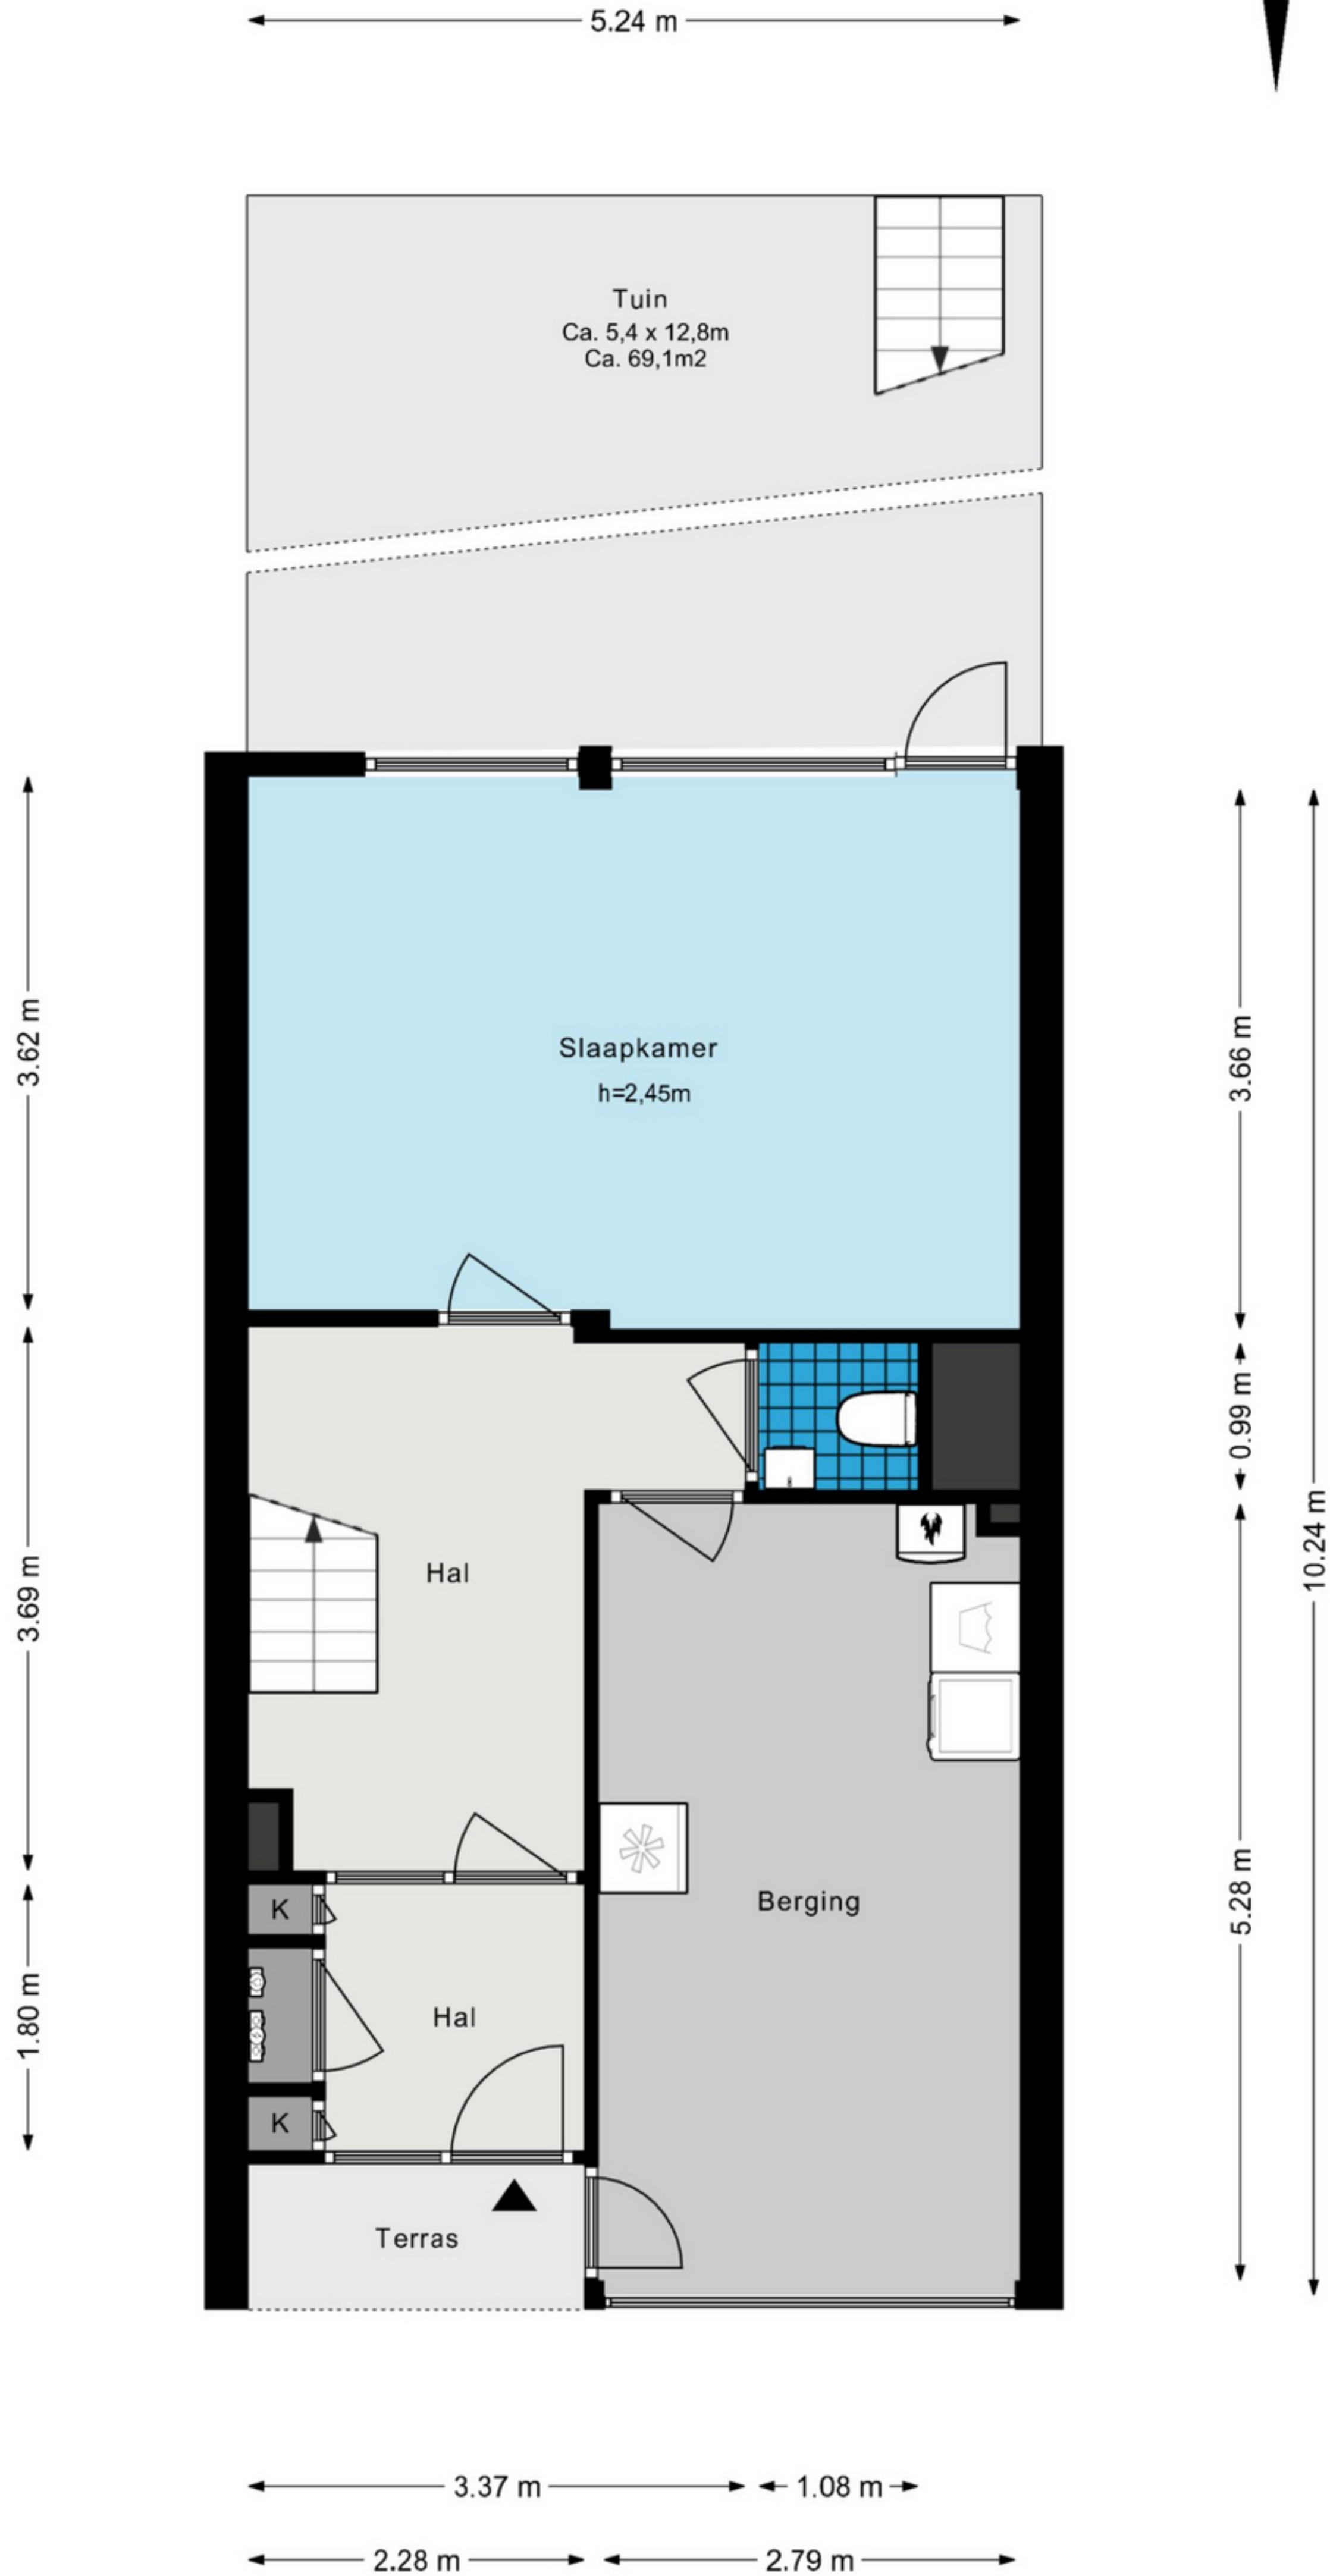 5.24 m
Tuin
Ca. 5,4 x 12,8m
Ca. 69,1m2
3.62 m
3.66 m
Slaapkamer
h=2,45m
0.99 m
10.24 m
3.69 m
Hal
5.28 m
Berging
K
1.80 m
Hal
K
Terras
3.37 m
1.08 m
2.28 m
2.79 m